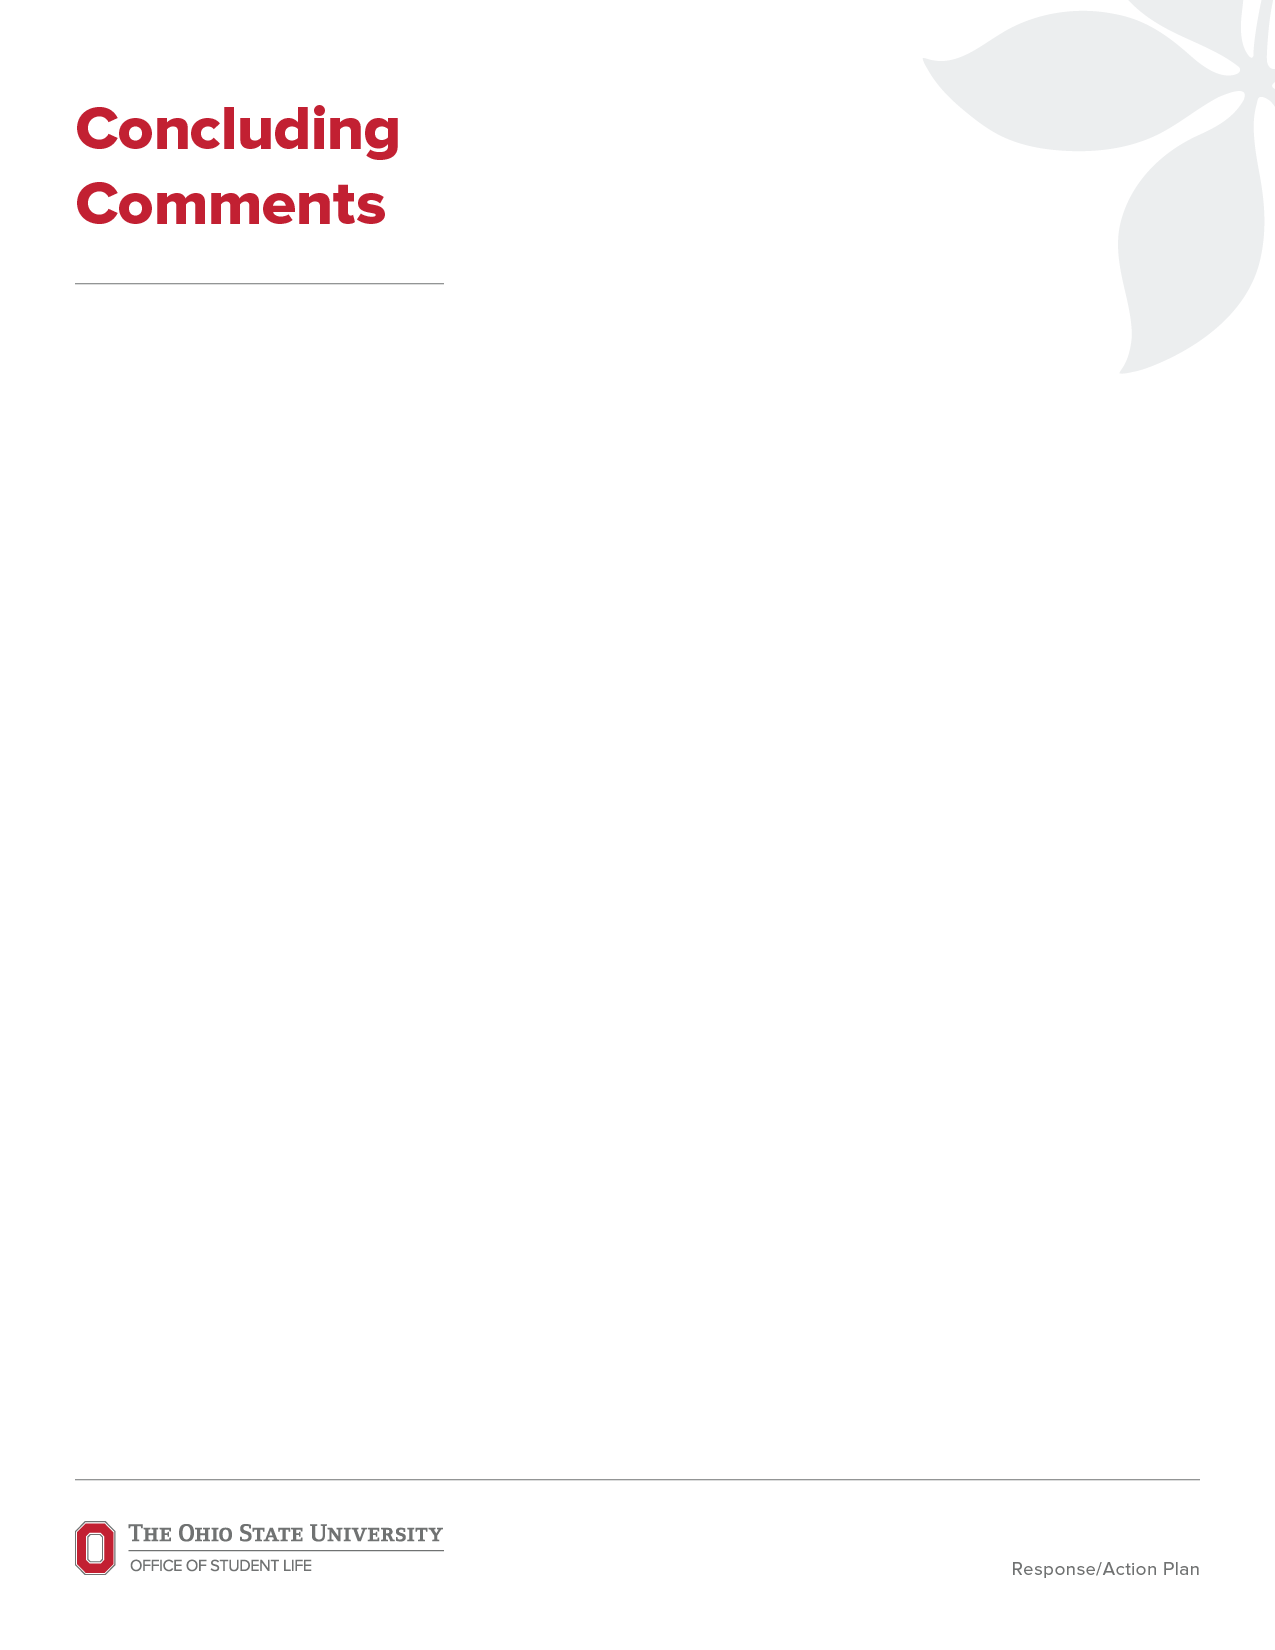 Concluding
Comments
THE OHIO STATE UNIVERSITY
OFFICE OF STUDENT LIFE
Response/Action Plan